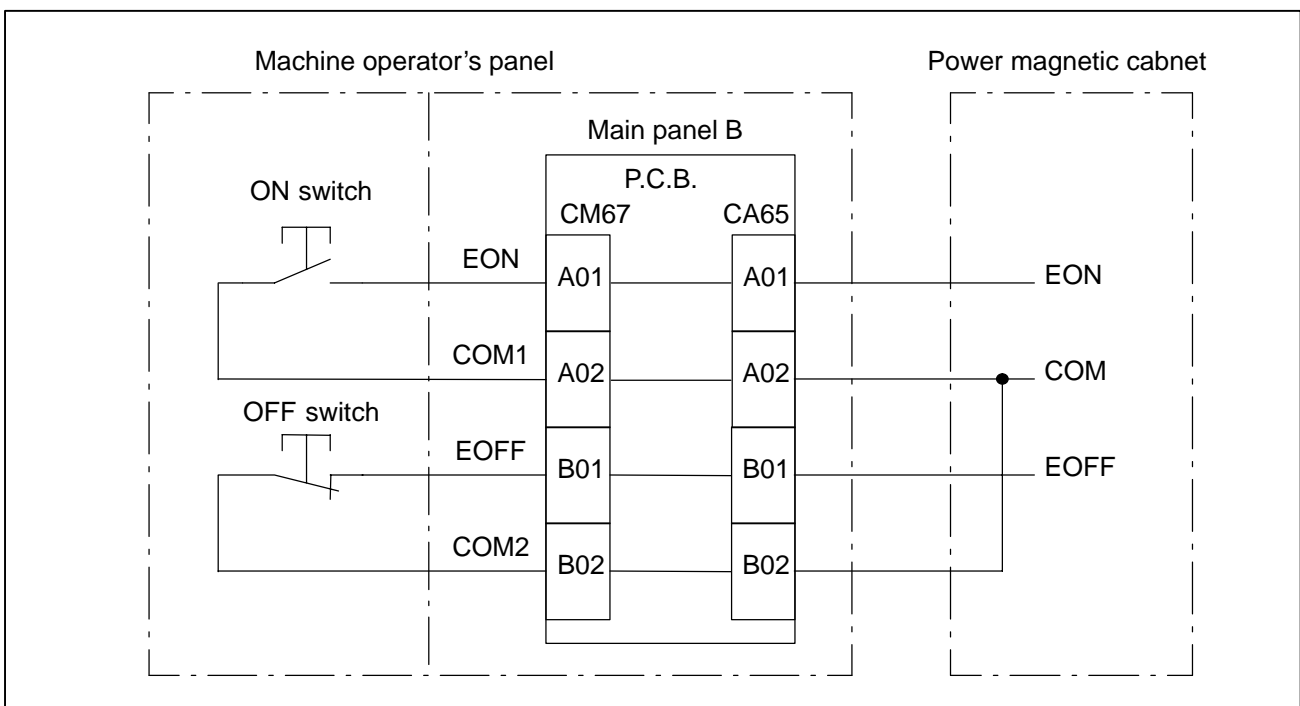 Machine operator’s panel
Power magnetic cabnet
Main panel B
P.C.B.
ON switch
CM67 CA65
EON A01 A01 EON
COM1 A02 A02 COM
OFF switch
EOFF B01 B01 EOFF
COM2 B02 B02